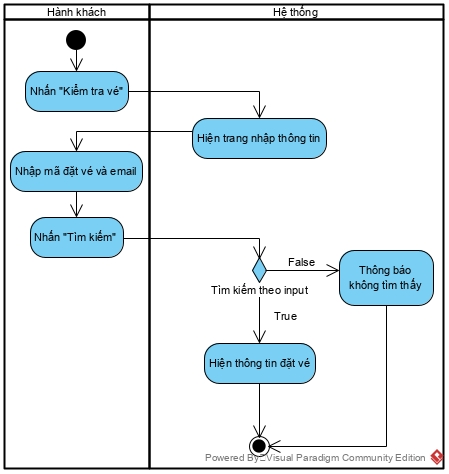 Hành khách
Hệ thống
Nhấn "Kiểm tra vé"
Hiện trang nhập thông tin
Nhập mã đặt vé và email
Nhấn "Tìm kiếm"
False
Thông báo
không tìm thấy
Tìm kiếm theo input
True
Hiện thông tin đặt vé
Powered By Visual Paradigm Community Edition